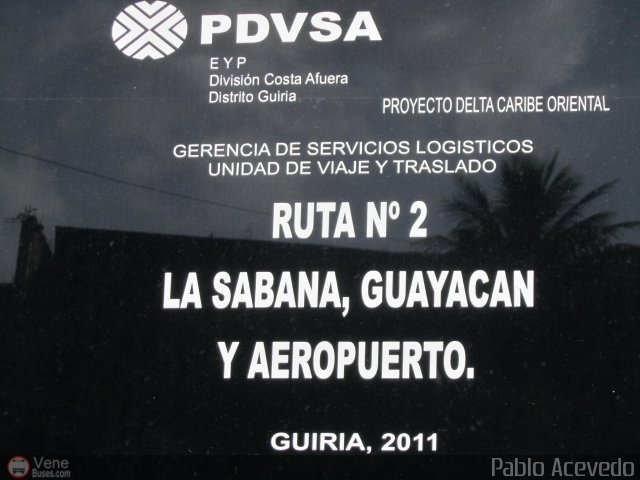 PDVSA
E Y P
División Costa Afuera
Distrito Guiria
PROYECTO DELTA CARIBE ORIENTAL
GERENCIA DE SERVICIOS LOGISTICOS
UNIDAD DE VIAJE Y TRASLADO
RUTA Nº 2
LA SABANA, GUAYACAN
Y AEROPUERTO.
GUIRIA, 2011
Vene
Buses.com
Pablo Acevedo